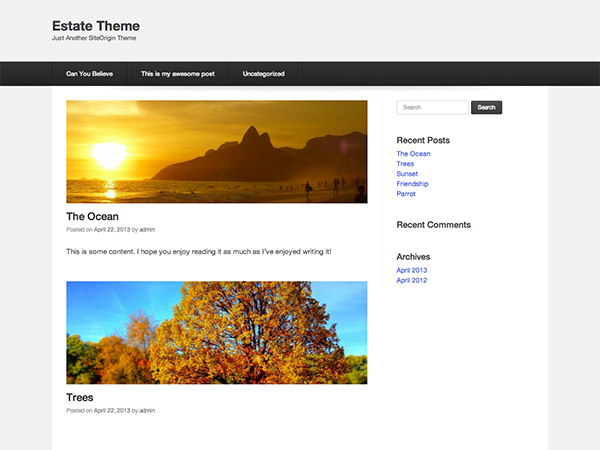 Estate Theme
Just Another SiteOrigin Theme
Can You Believe
This is my awesome post
Uncategorized
The Ocean
Posted on April 22, 2013 by admin
This is some content. I hope you enjoy reading it as much as I've enjoyed writing it!
Trees
Posted on April 22, 2013 by admin
Search
Search
Recent Posts
The Ocean
Trees
Sunset
Friendship
Parrot
Recent Comments
Archives
April 2013
April 2012